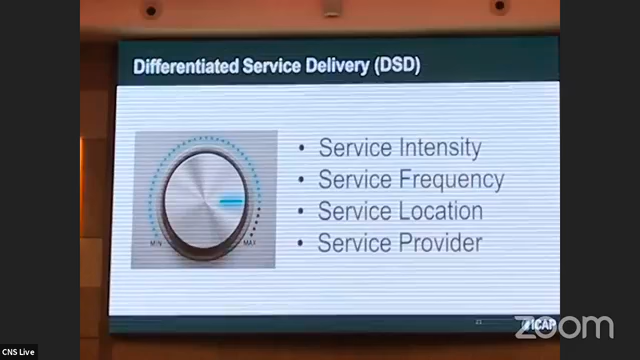 Differentiated Service Delivery (DSD)
• Service Intensity
• Service Frequency
• Service Location
• Service Provider
MIN
MAX
ICAP
zoom
CNS Live